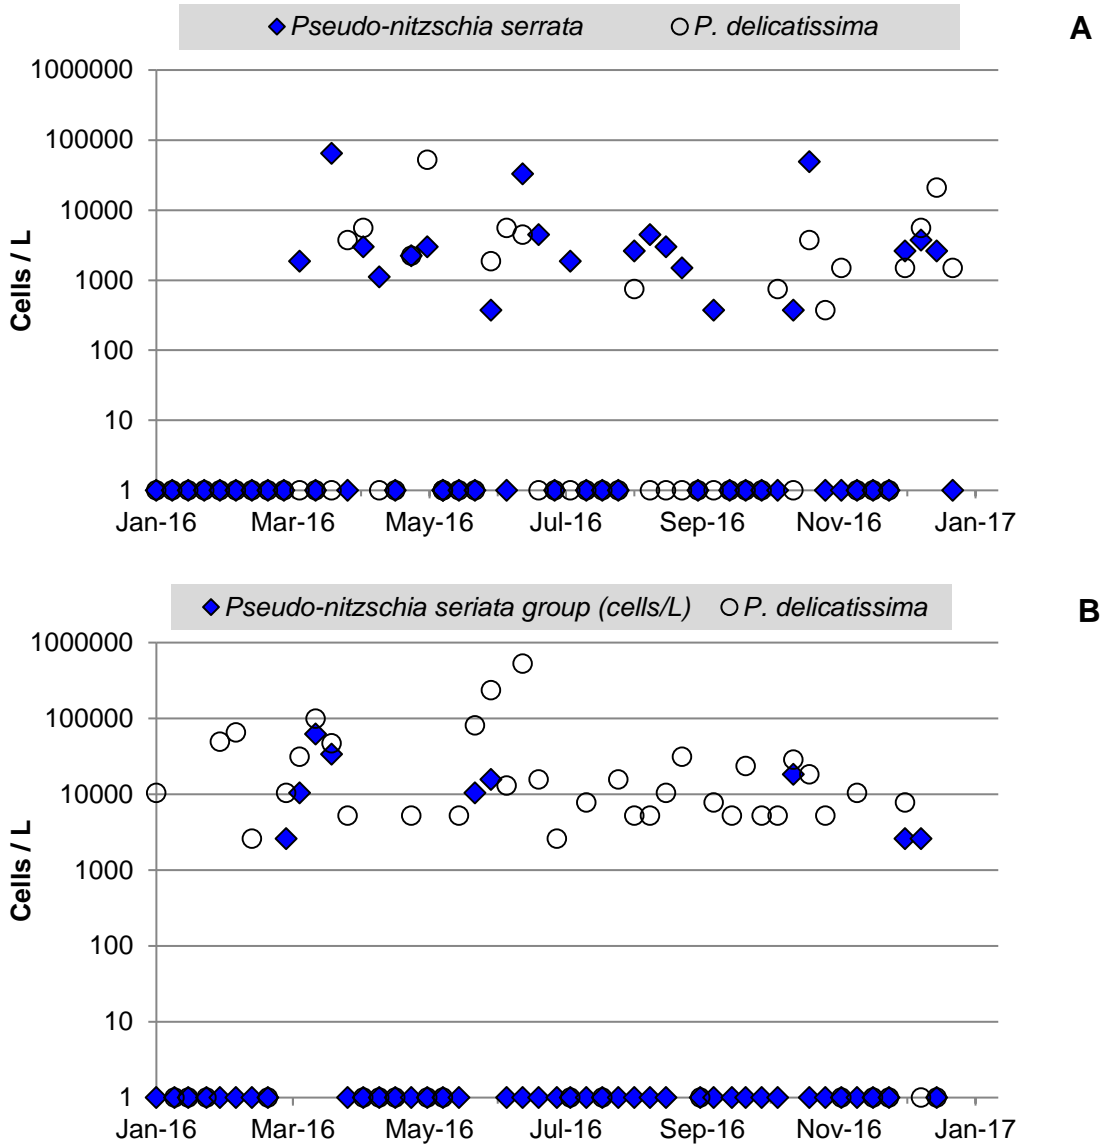 Pseudo-nitzschia serrata P. delicatissima
A
1000000
100000
10000
1000
100
10
1
Cells / L
Jan-16 Mar-16 May-16 Jul-16 Sep-16 Nov-16 Jan-17
Pseudo-nitzschia seriata group (cells/L) P. delicatissima
B
1000000
100000
10000
1000
100
10
1
Cells / L
Jan-16 Mar-16 May-16 Jul-16 Sep-16 Nov-16 Jan-17